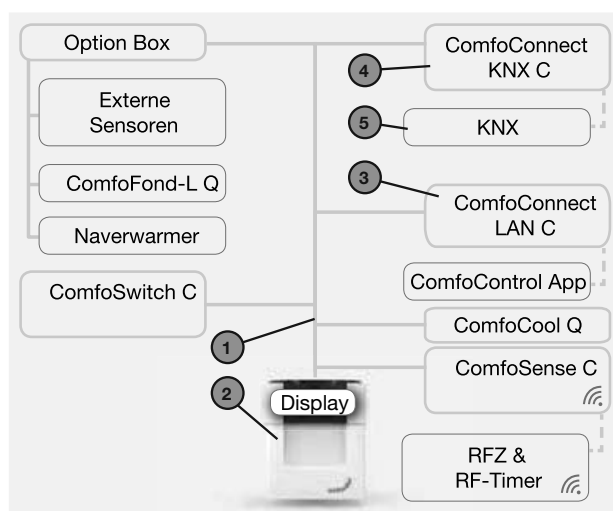 Option Box
Externe
Sensoren
ComfoFond-L Q
Naverwarmer
ComfoSwitch C
1
2
Display
4
ComfoConnect
KNX C
5
KNX
3
ComfoConnect
LAN C
ComfoControl App
ComfoCool Q
ComfoSense C
RFZ &
RF-Timer